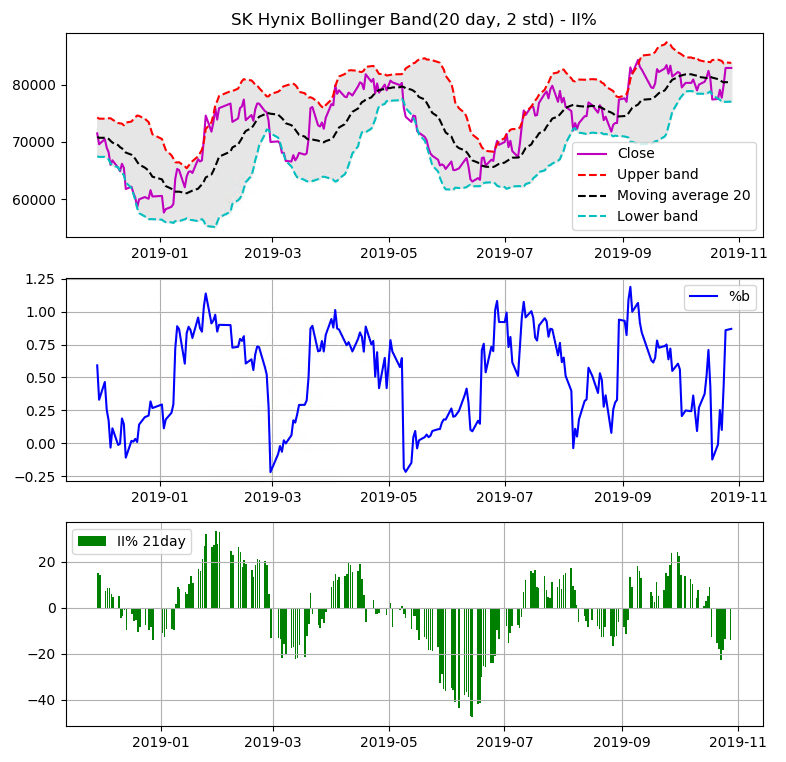 SK Hynix Bollinger Band(20 day, 2 std) - II%
80000
70000
60000
Close
Upper band
Moving average 20
Lower band
2019-01 2019-03 2019-05 2019-07 2019-09 2019-11
1.25
1.00
0.75
0.50
0.25
0.00
−0.25
%b
2019-01 2019-03 2019-05 2019-07 2019-09 2019-11
II% 21day
20
0
−20
−40
2019-01 2019-03 2019-05 2019-07 2019-09 2019-11